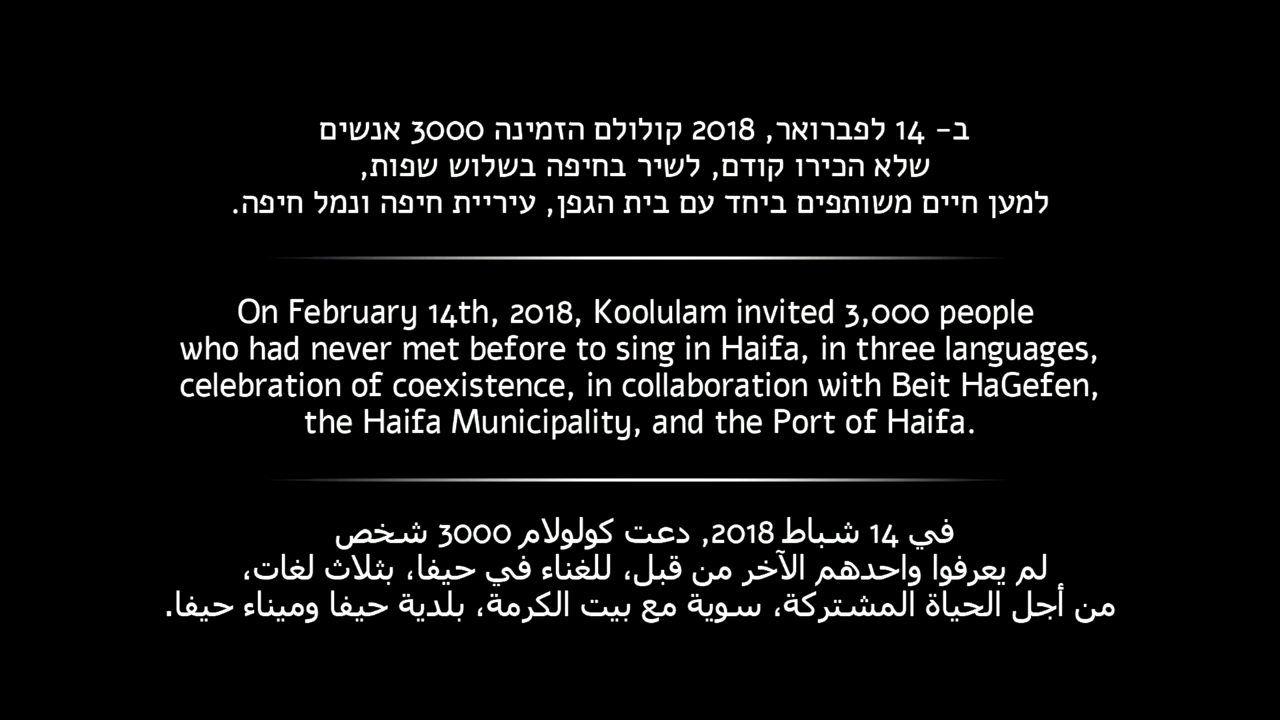 ב- 14 לפברואר, 2018 קולולם הזמינה 3000 אנשים
שלא הכירו קודם, לשיר בחיפה בשלוש שפות,
למען חיים משותפים ביחד עם בית הגפן, עיריית חיפה ונמל חיפה.
On February 14th, 2018, Koolulam invited 3,000 people
who had never met before to sing in Haifa, in three languages,
celebration of coexistence, in collaboration with Beit HaGefen,
the Haifa Municipality, and the Port of Haifa.
في 14 شباط 2018, دعت كولولام 3000 شخص
لم يعرفوا واحدهم الآخر من قبل، للغناء في حيفا، بثلاث لغات،
من أجل الحياة المشتركة، سوية مع بيت الكرمة، بلدية حيفا وميناء حيفا.